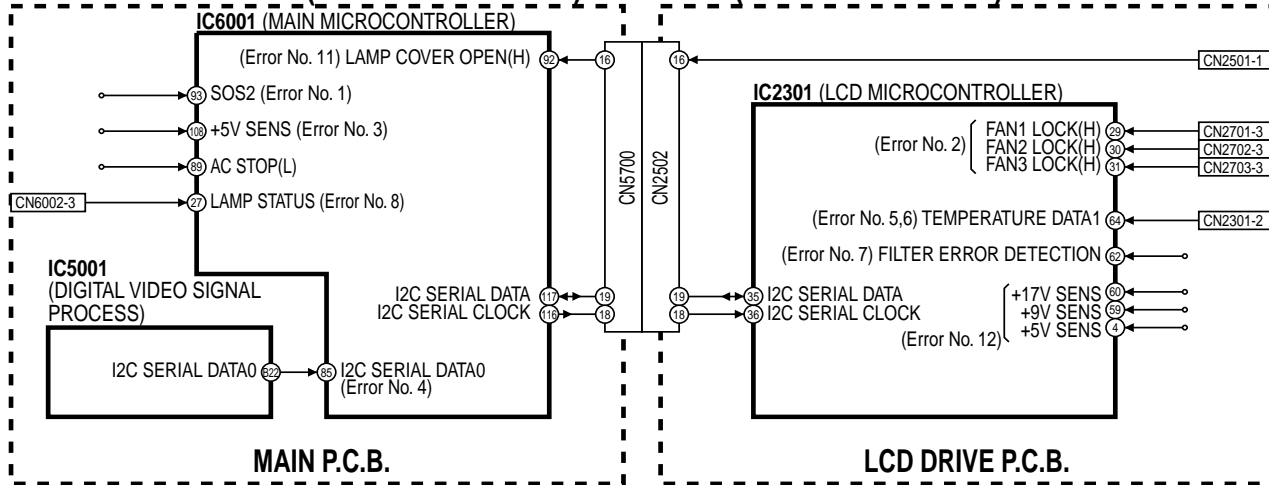 IC6001 (MAIN MICROCONTROLLER)
(Error No. 11) LAMP COVER OPEN(H) 92
16
93 SOS2 (Error No. 1)
108 +5V SENS (Error No. 3)
89 AC STOP(L)
CN6002-3
27 LAMP STATUS (Error No. 8)
IC5001
(DIGITAL VIDEO SIGNAL
PROCESS)
I2C SERIAL DATA 117
19
I2C SERIAL CLOCK 116
18
I2C SERIAL DATA0 B22
85 I2C SERIAL DATA0
(Error No. 4)
MAIN P.C.B.
CN5700
CN2502
16
CN2501-1
IC2301 (LCD MICROCONTROLLER)
(Error No. 2)
FAN1 LOCK(H) 29
CN2701-3
FAN2 LOCK(H) 30
CN2702-3
FAN3 LOCK(H) 31
CN2703-3
(Error No. 5,6) TEMPERATURE DATA1 64
CN2301-2
(Error No. 7) FILTER ERROR DETECTION 62
19
35 I2C SERIAL DATA
18
36 I2C SERIAL CLOCK
+17V SENS 60
+9V SENS 59
+5V SENS 4
(Error No. 12)
LCD DRIVE P.C.B.